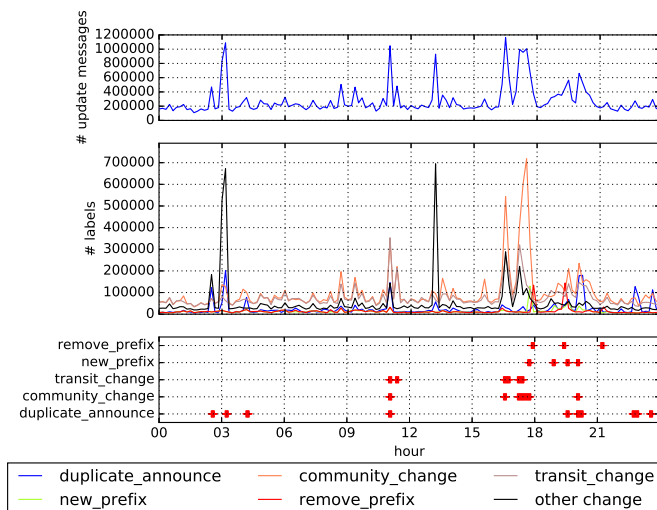 1200000
1000000
800000
600000
400000
200000
0
# update messages
700000
600000
500000
400000
300000
200000
100000
0
# labels
remove_prefix
new_prefix
transit_change
community_change
duplicate_announce
00 03 06 09 12 15 18 21
hour
duplicate_announce community_change transit_change
new_prefix remove_prefix other change